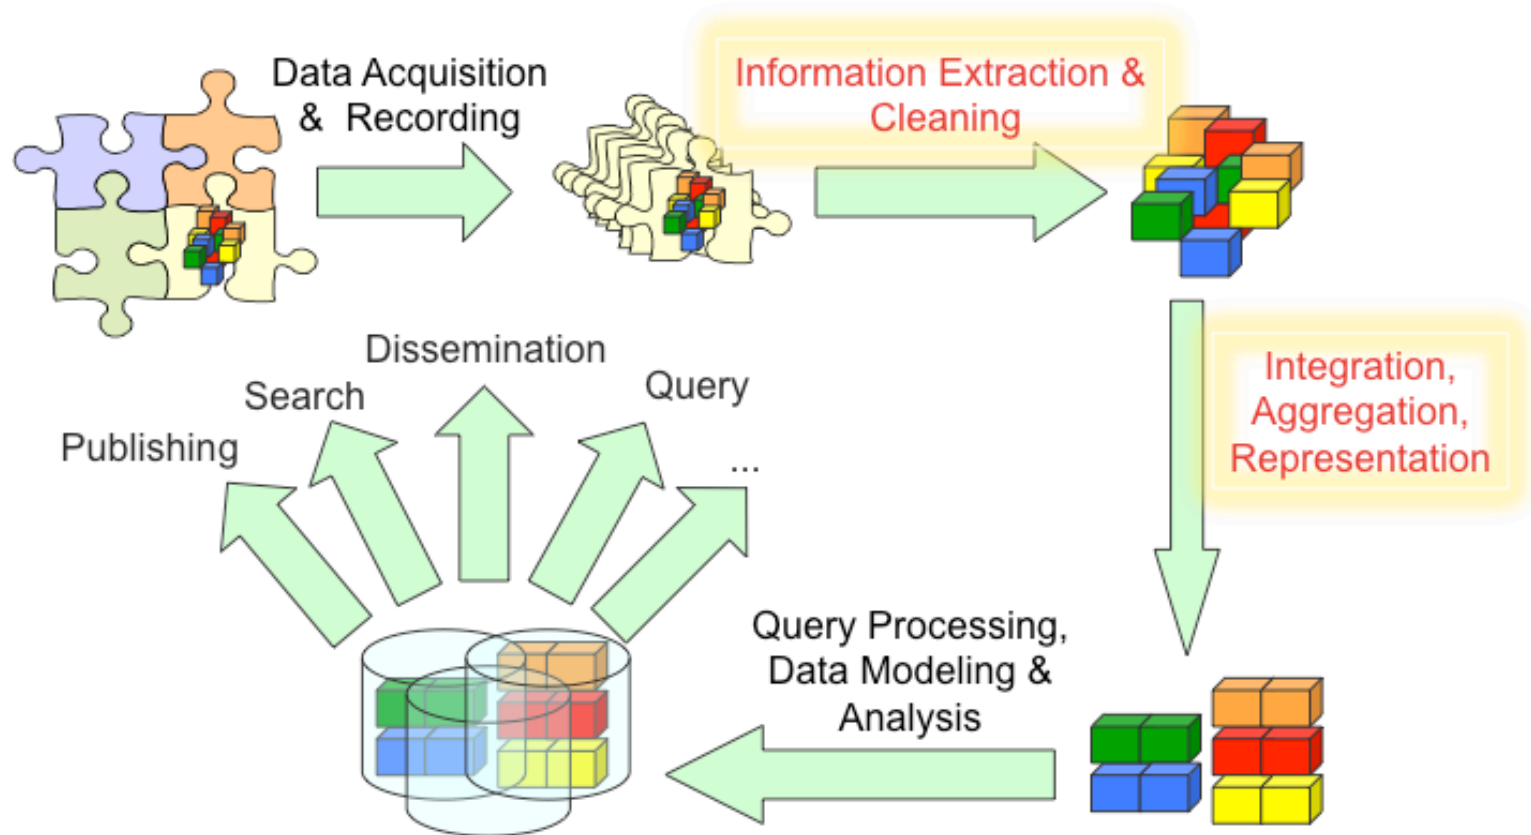 Data Acquisition
& Recording
Information Extraction &
Cleaning
Integration,
Aggregation,
Representation
Query Processing,
Data Modeling &
Analysis
Publishing
Search
Dissemination
Query
...